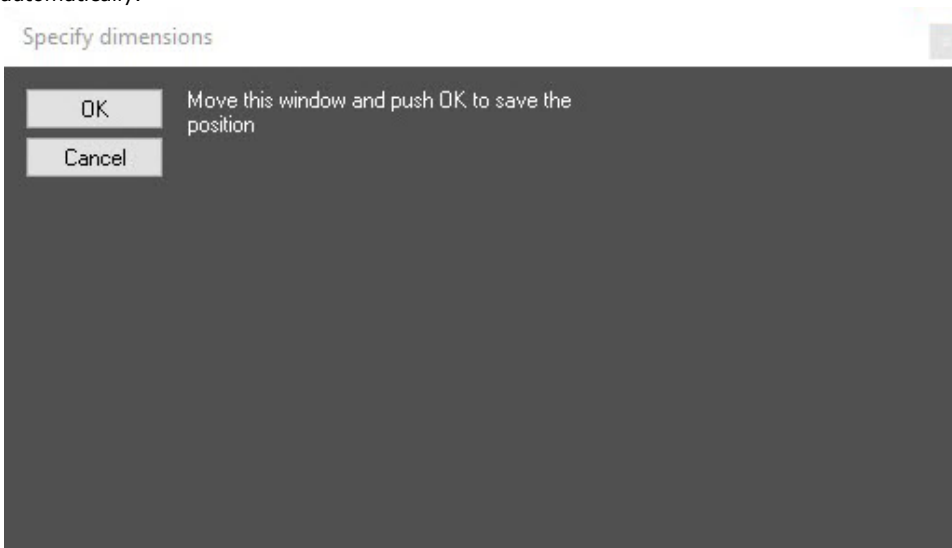 automatically.
Specify dimensions
OK
Move this window and push OK to save the
position
Cancel